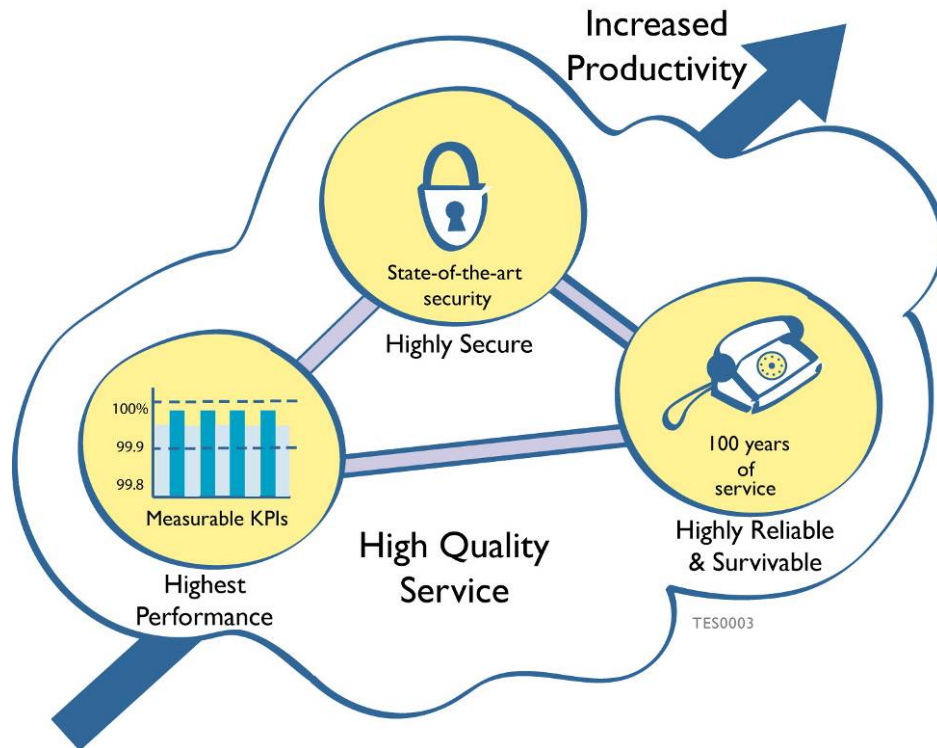 Increased
Productivity
State-of-the-art
security
Highly Secure
100%
99.9
99.8
Measurable KPIs
Highest
Performance
100 years
of
service
Highly Reliable
& Survivable
High Quality
Service
TES0003